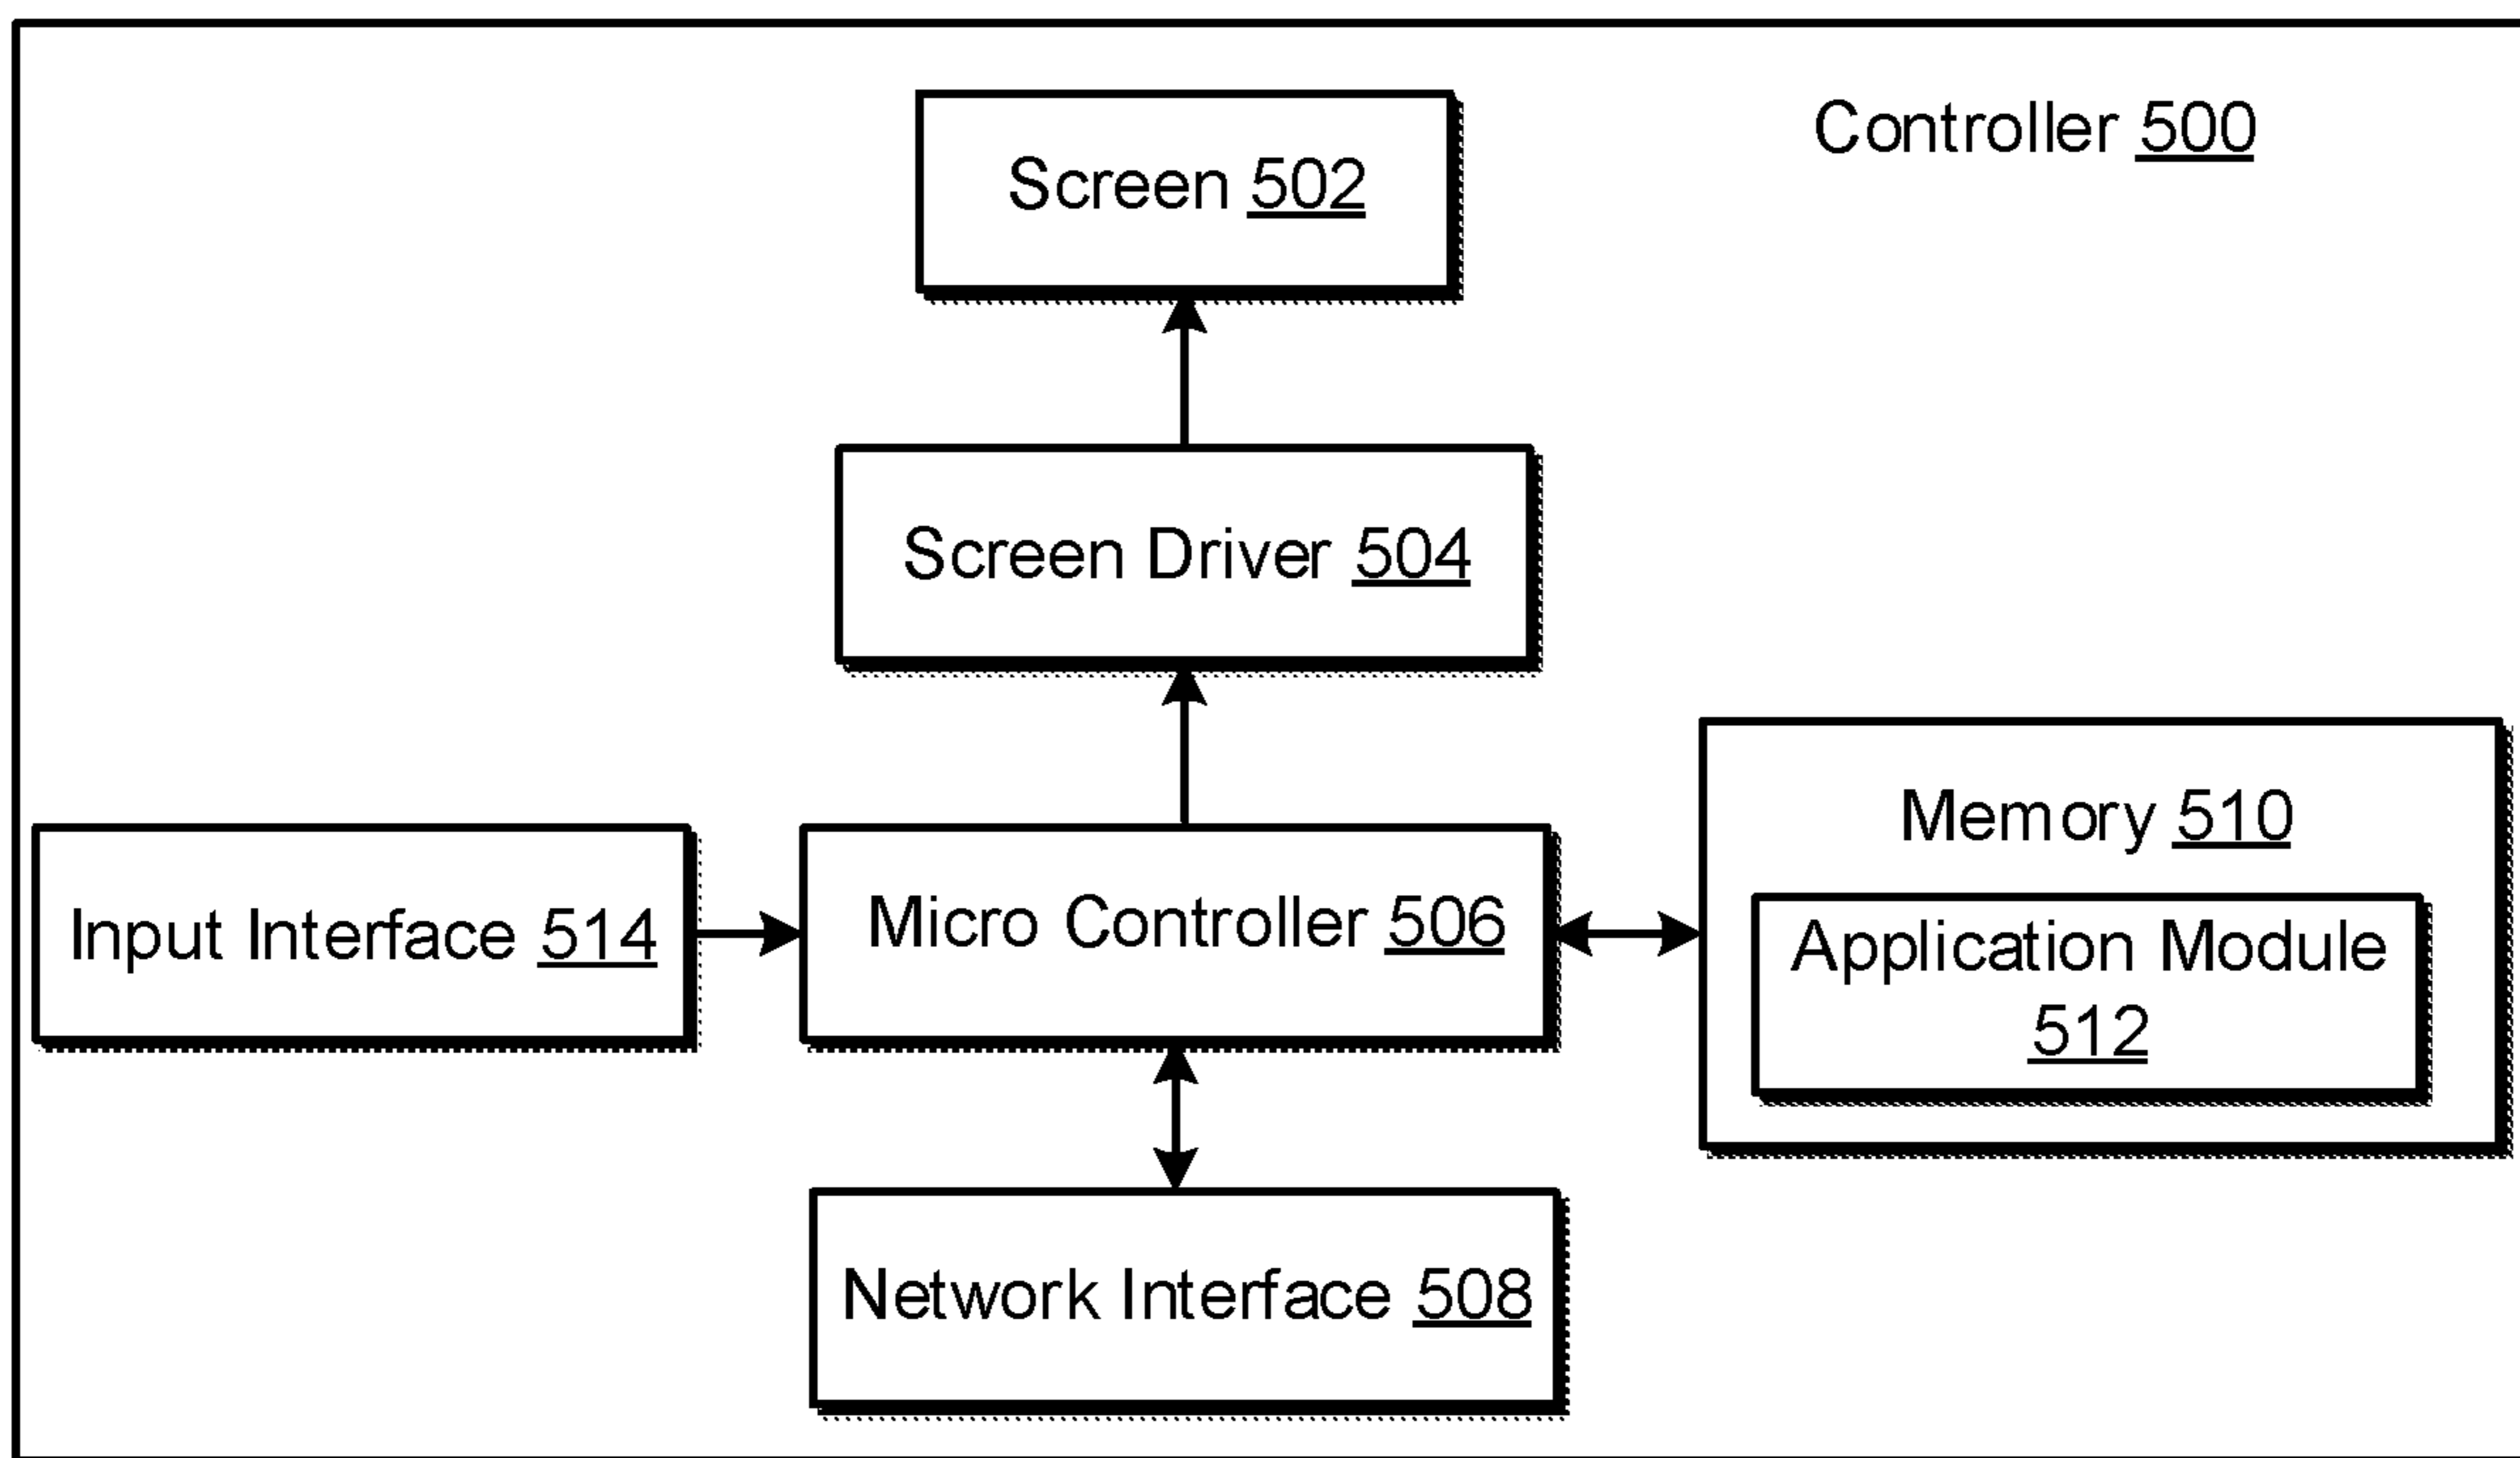 Controller 500
Screen 502
Screen Driver 504
Memory 510
Input Interface 514
Micro Controller 506
Application Module
512
Network Interface 508